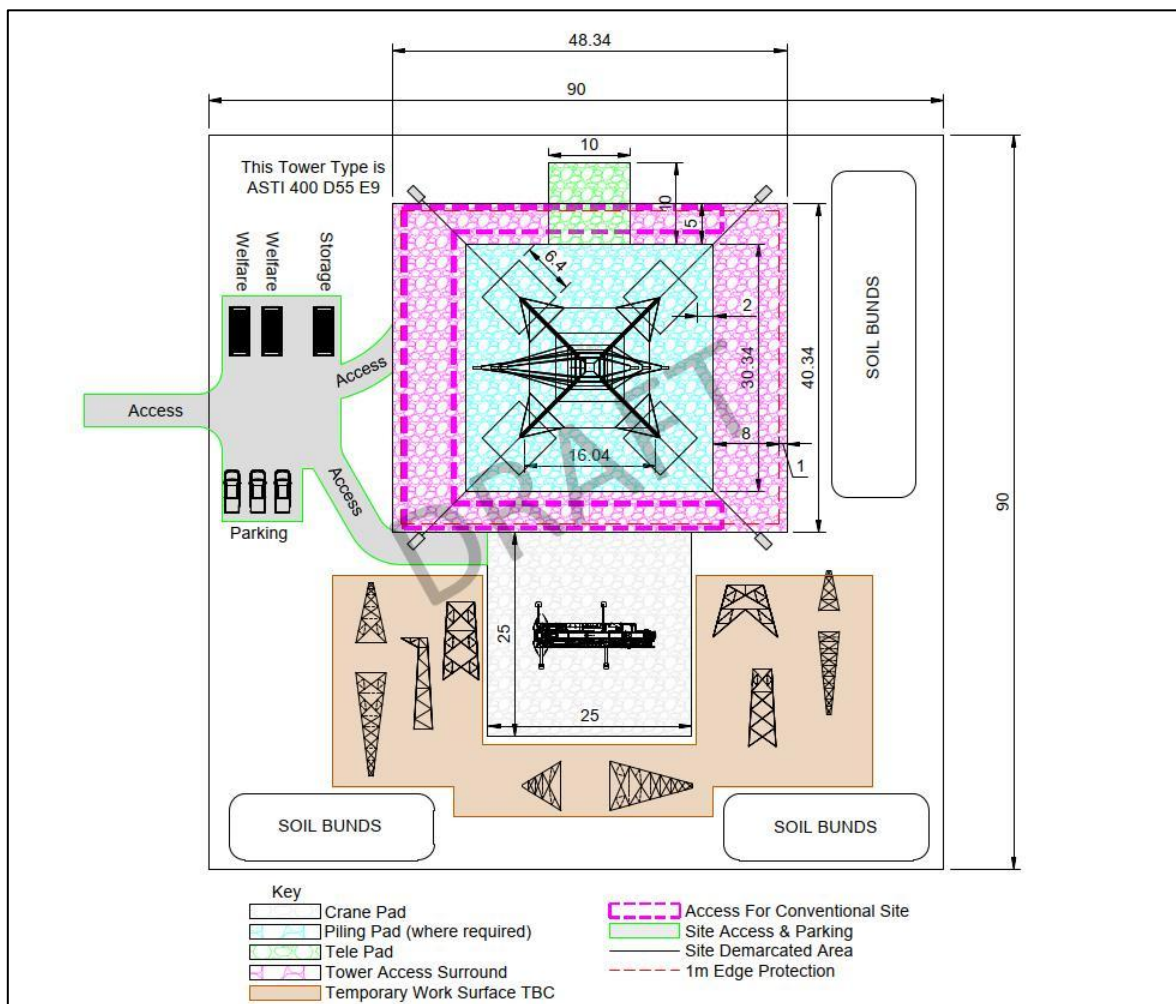 48.34
90
10
This Tower Type is
ASTI 400 D55 E9
10
5
Welfare
Welfare
Storage
6.4
2
SOIL BUNDS
Access
Access
30.34
40.34
90
8
16.04
1
Access
Parking
DRAFT
25
25
SOIL BUNDS
SOIL BUNDS
Key
Crane Pad
Piling Pad (where required)
Tele Pad
Tower Access Surround
Temporary Work Surface TBC
Access For Conventional Site
Site Access & Parking
Site Demarcated Area
1m Edge Protection